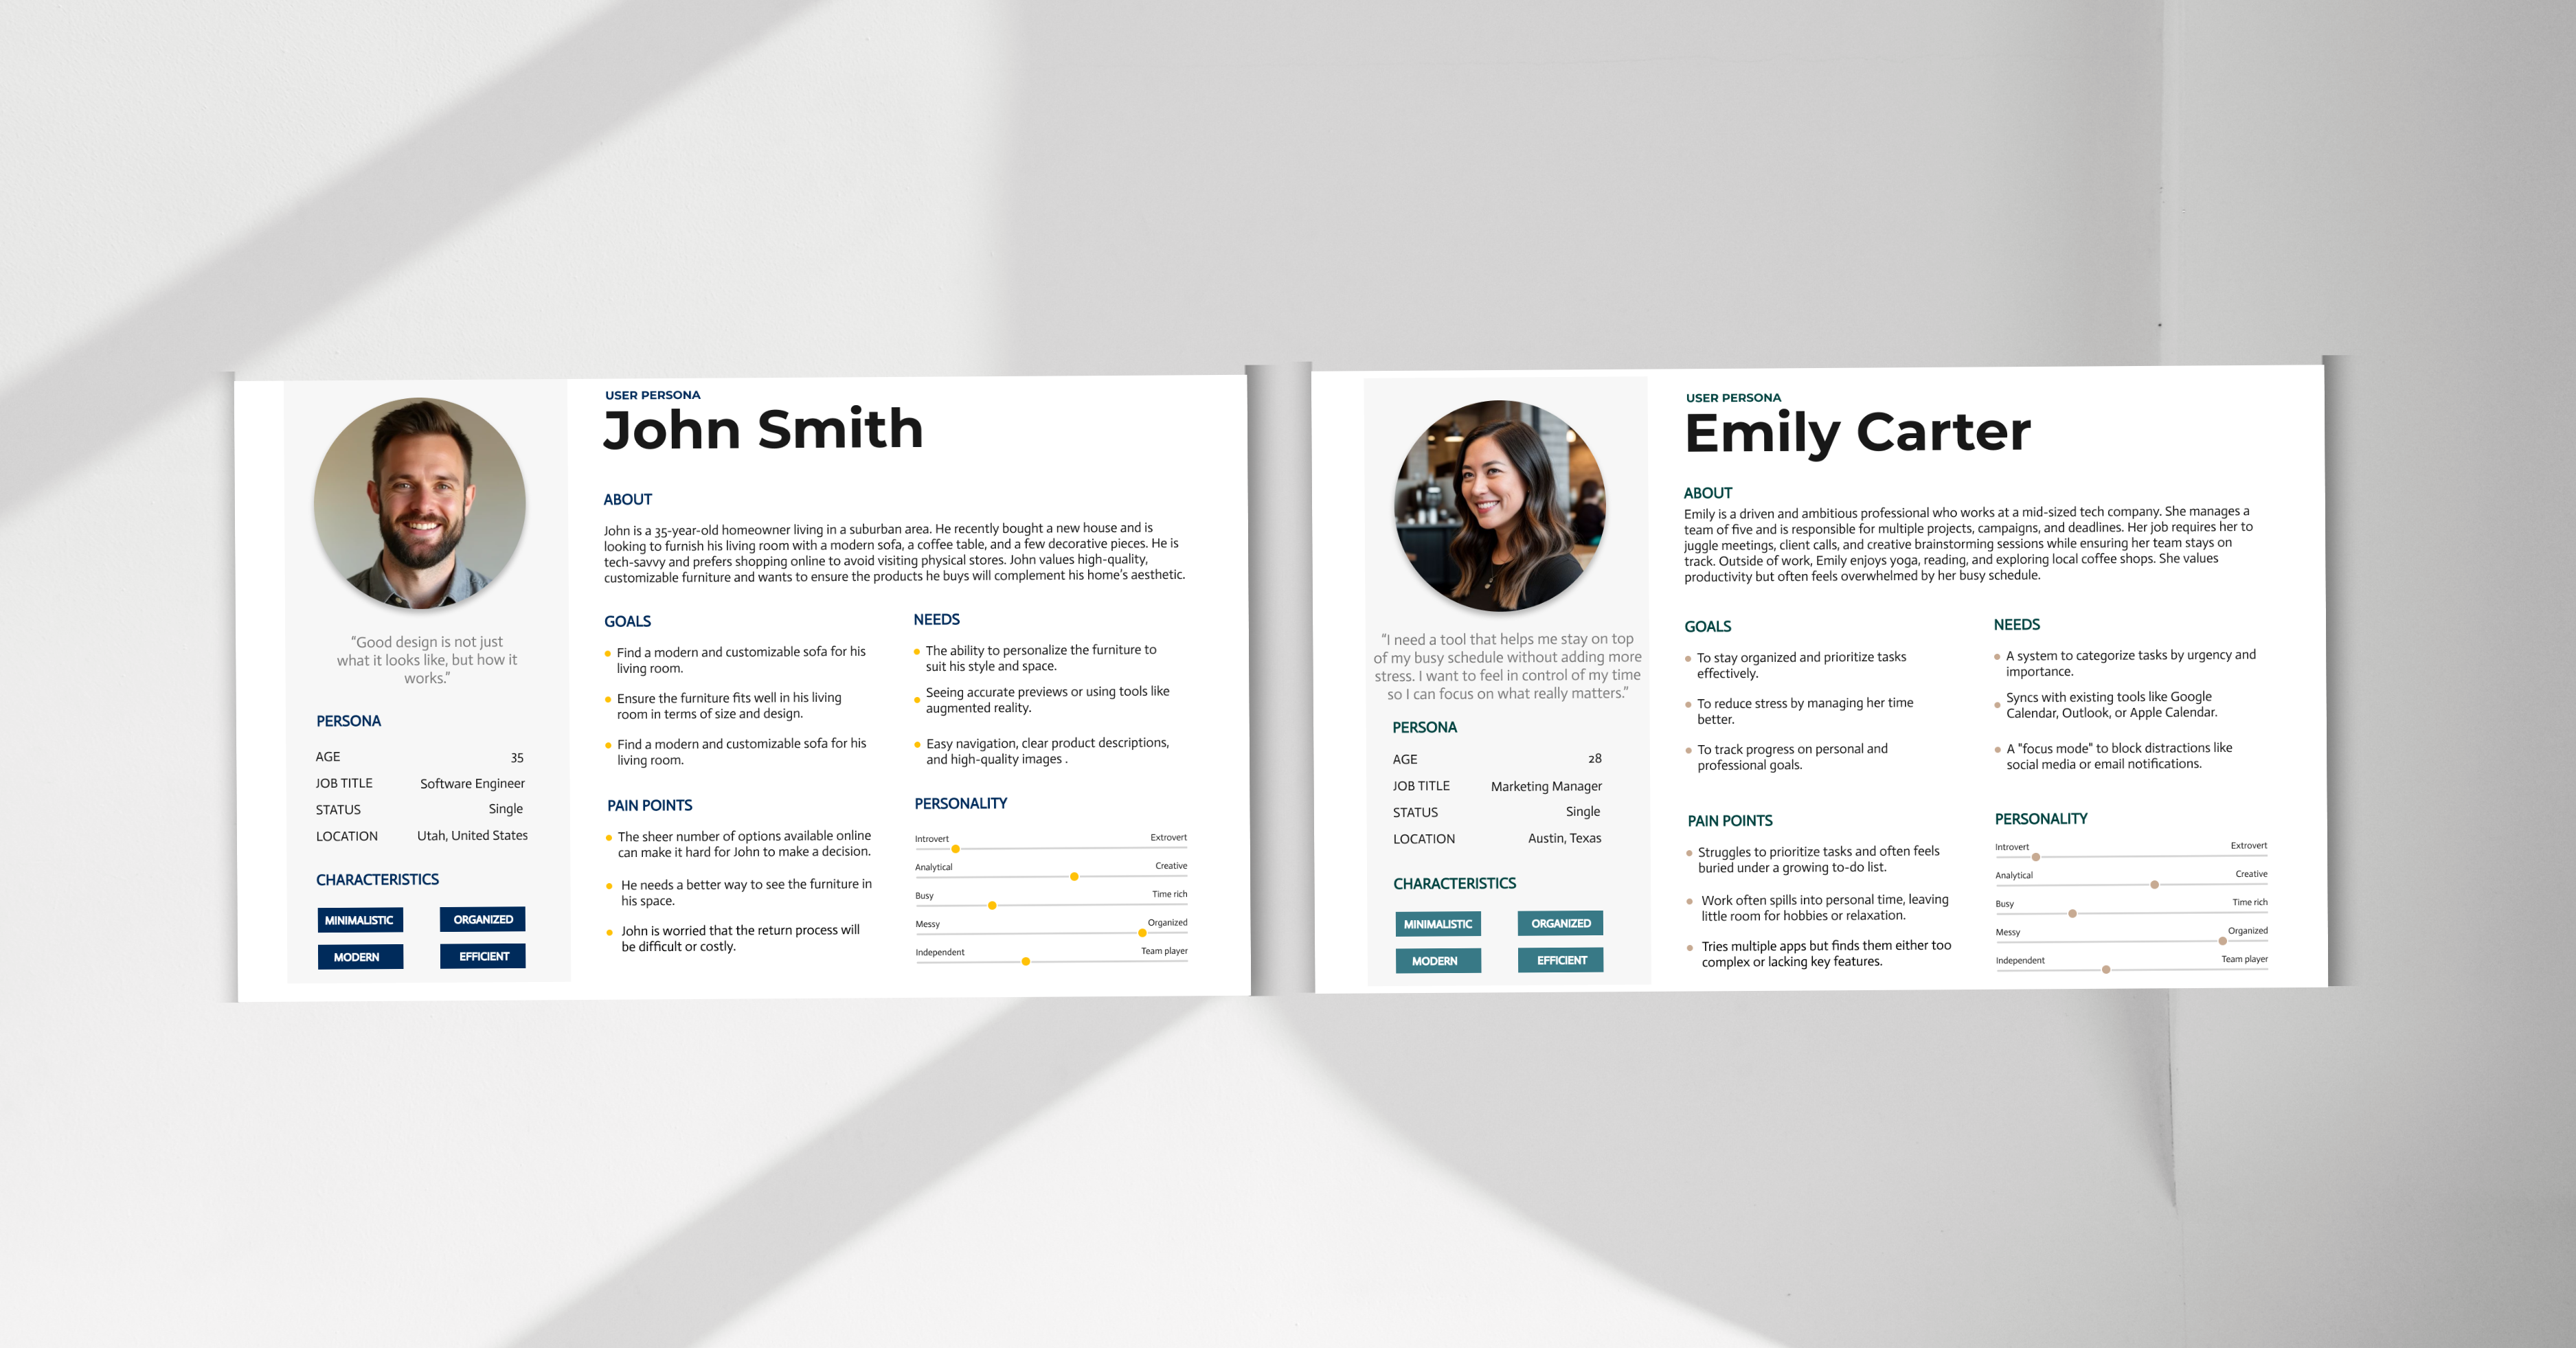 USER PERSONA
John Smith
ABOUT
John is a 35-year-old homeowner living in a suburban area. He recently bought a new house and is
looking to furnish his living room with a modern sofa, a coffee table, and a few decorative pieces. He is
tech-savvy and prefers shopping online to avoid visiting physical stores. John values high-quality,
customizable furniture and wants to ensure the products he buys will complement his home's aesthetic.
“Good design is not just
what it looks like, but how it
works.”
PERSONA
AGE 35
JOB TITLE Software Engineer
STATUS Single
LOCATION Utah, United States
CHARACTERISTICS
MINIMALISTIC ORGANIZED
MODERN EFFICIENT
GOALS
Find a modern and customizable sofa for his
living room.
Ensure the furniture fits well in his living
room in terms of size and design.
Find a modern and customizable sofa for his
living room.
NEEDS
The ability to personalize the furniture to
suit his style and space.
Seeing accurate previews or using tools like
augmented reality.
Easy navigation, clear product descriptions,
and high-quality images .
PAIN POINTS
The sheer number of options available online
can make it hard for John to make a decision.
He needs a better way to see the furniture in
his space.
John is worried that the return process will
be difficult or costly.
PERSONALITY
Introvert Extrovert
Analytical Creative
Busy Time rich
Messy Organized
Independent Team player
USER PERSONA
Emily Carter
ABOUT
Emily is a driven and ambitious professional who works at a mid-sized tech company. She manages a
team of five and is responsible for multiple projects, campaigns, and deadlines. Her job requires her to
juggle meetings, client calls, and creative brainstorming sessions while ensuring her team stays on
track. Outside of work, Emily enjoys yoga, reading, and exploring local coffee shops. She values
productivity but often feels overwhelmed by her busy schedule.
“I need a tool that helps me stay on top
of my busy schedule without adding more
stress. I want to feel in control of my time
so I can focus on what really matters.”
PERSONA
AGE 28
JOB TITLE Marketing Manager
STATUS Single
LOCATION Austin, Texas
CHARACTERISTICS
MINIMALISTIC ORGANIZED
MODERN EFFICIENT
GOALS
To stay organized and prioritize tasks
effectively.
To reduce stress by managing her time
better.
To track progress on personal and
professional goals.
NEEDS
A system to categorize tasks by urgency and
importance.
Syncs with existing tools like Google
Calendar, Outlook, or Apple Calendar.
A "focus mode" to block distractions like
social media or email notifications.
PAIN POINTS
Struggles to prioritize tasks and often feels
buried under a growing to-do list.
Work often spills into personal time, leaving
little room for hobbies or relaxation.
Tries multiple apps but finds them either too
complex or lacking key features.
PERSONALITY
Introvert Extrovert
Analytical Creative
Busy Time rich
Messy Organized
Independent Team player